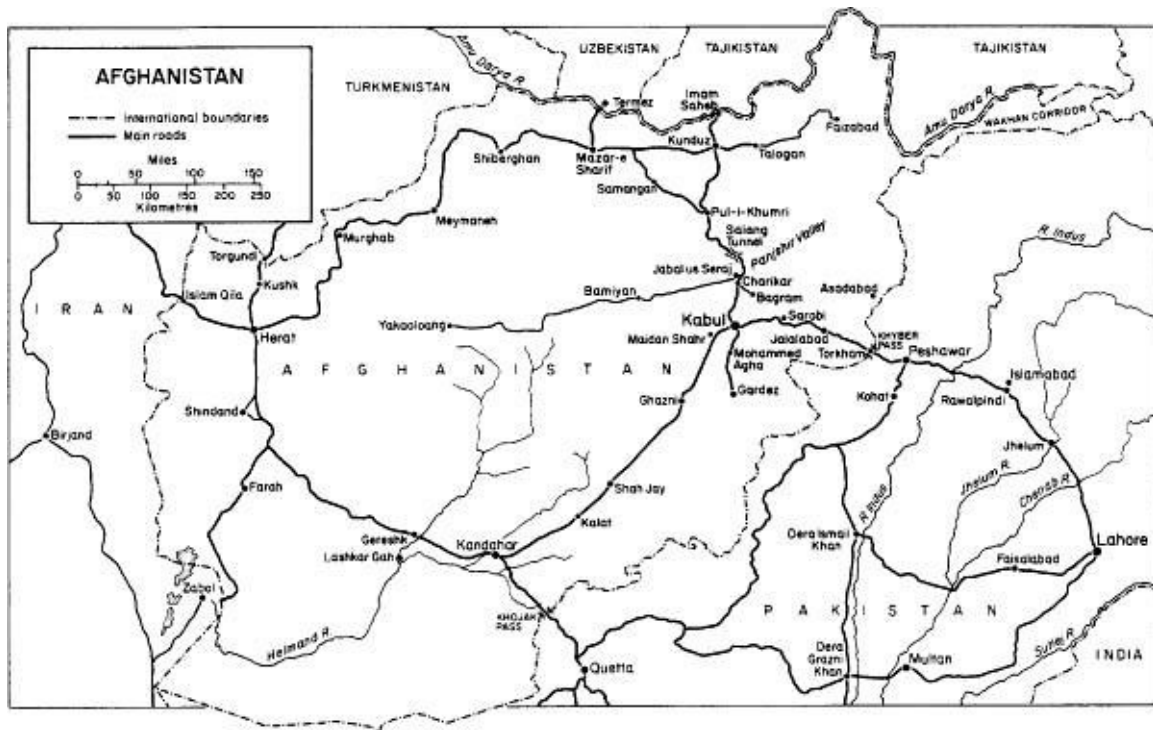 AFGHANISTAN
International boundaries
Main roads
Miles
0 50 100 150
0 50 100 150 200 250
Kilometres
UZBEKISTAN
TAJIKISTAN
TAJIKISTAN
TURKMENISTAN
Amu Darya R.
Termez
Imam
Saheb
Amu Darya R.
WAKHAN CORRIDOR
Faizabad
Shiberghan
Mazar-e
Sharif
Kunduz
Talogan
Samangan
Meymaneh
Pul-i-Khumri
Murghab
Salang
Tunnel
Panjshir Valley
R. Indus
Torgundi
Kushk
Jabal us Seraj
Charikar
Bagram
Asadabad
Bamiyan
Islam Qila
IRAN
Yakaoloang
Kabul
Sarobi
Herat
Maidan Shahr
Jalalabad
KHYBER
PASS
Torkham
Peshawar
Mohammed
Agha
AFGHANISTAN
Islamabad
Gardez
Ghazni
Kohat
Rawalpindi
Shindand
Birjand
Jhelum
Farah
Shah Jay
Jhelum R.
Chenab R.
R. Indus
Kalat
Gereshk
Lashkar Gah
Kandahar
Dera Ismail
Khan
Faisalabad
Lahore
Zabol
KHOJAK
PASS
PAKISTAN
Helmand R.
Sutlej R.
Quetta
Dera
Grazni
Khan
Multan
INDIA